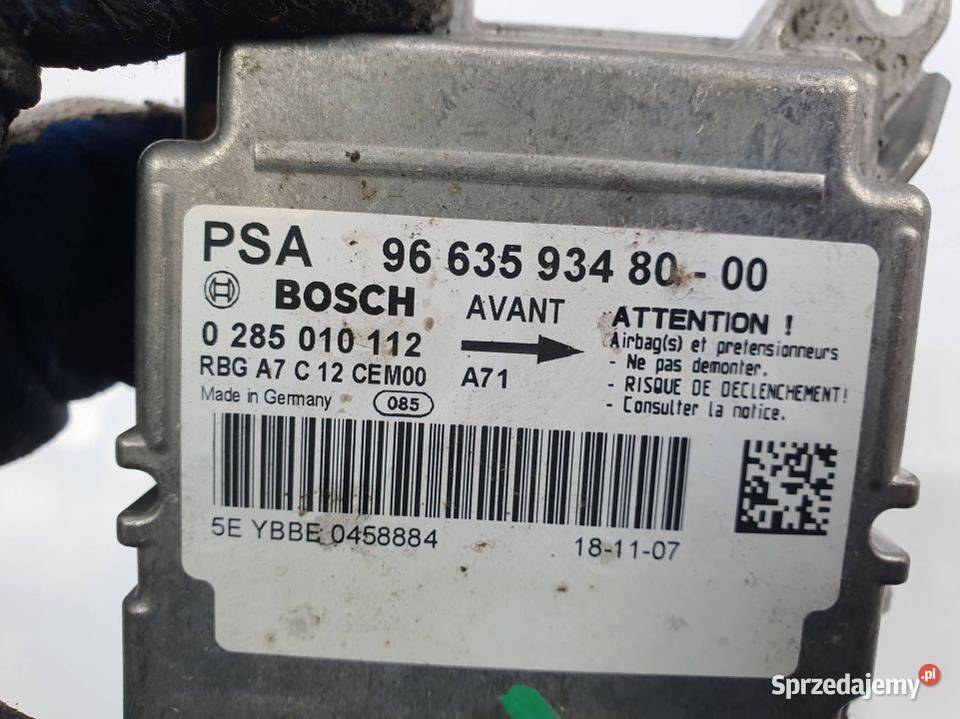 PSA 96 635 934 80 - 00
BOSCH
0 285 010 112
RBG A7 C 12 CEM00
Made in Germany
085
AVANT
A71
ATTENTION !
Airbag(s) et pretensionneurs
- Ne pas demonter.
- RISQUE DE DECLENCHEMENT!
- Consulter la notice.
5E YBBE 0458884
18-11-07
Sprzedajemy.pl